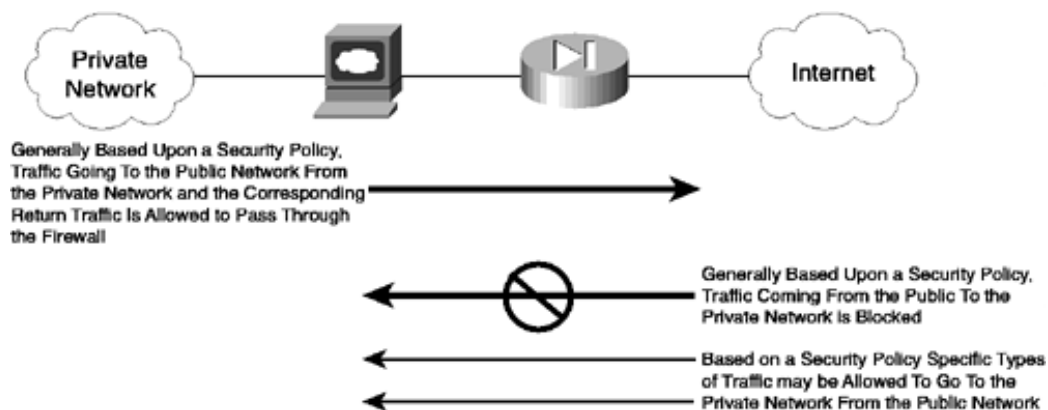 Private
Network
Internet
Generally Based Upon a Security Policy,
Traffic Going To the Public Network From
the Private Network and the Corresponding
Return Traffic Is Allowed to Pass Through
the Firewall
Generally Based Upon a Security Policy,
Traffic Coming From the Public To the
Private Network is Blocked
Based on a Security Policy Specific Types
of Traffic may be Allowed To Go To the
Private Network From the Public Network